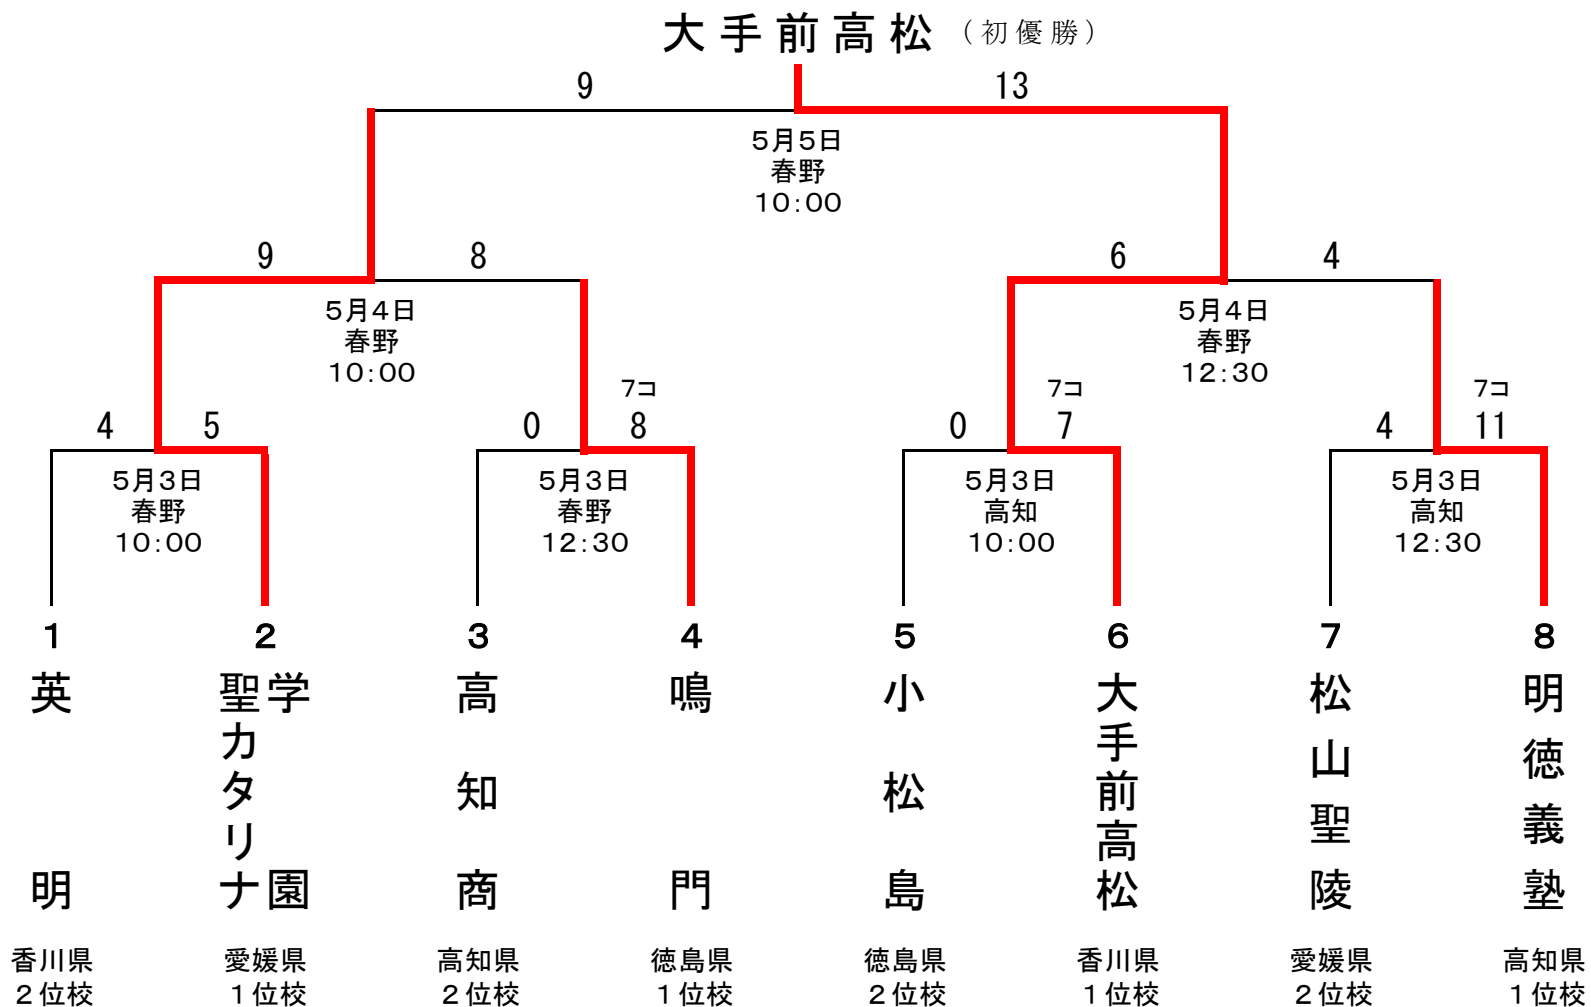 大手前高松 （初優勝）
9 13
5月5日
春野
10:00
9 8 6 4
5月4日
春野
10:00
5月4日
春野
12:30
7コ 7コ 7コ
4 5 0 8 0 7 4 11
5月3日
春野
10:00
5月3日
春野
12:30
5月3日
高知
10:00
5月3日
高知
12:30
1 2 3 4 5 6 7 8
英明
聖カタリナ学園
高知商
鳴門
小松島
大手前高松
松山聖陵
明徳義塾
香川県
2位校
愛媛県
1位校
高知県
2位校
徳島県
1位校
徳島県
2位校
香川県
1位校
愛媛県
2位校
高知県
1位校